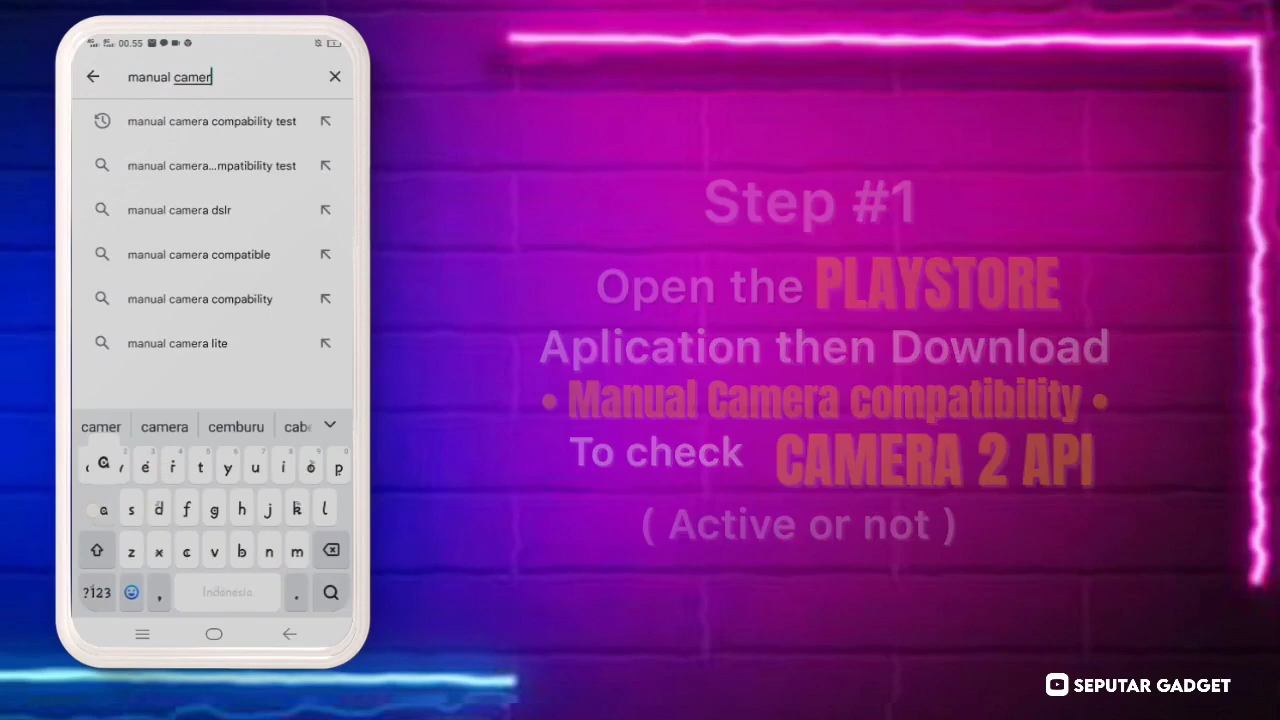 00.55
manual camer
manual camera compability test
manual camera...mpatibility test
manual camera dslr
manual camera compatible
manual camera compability
manual camera lite
camer camera cemburu cab
e r t y u i o p
a s d f g h j k l
z x c v b n m
?123 , Indonesia .
Step #1
Open the PLAYSTORE
Aplication then Download
• Manual Camera compatibility •
To check CAMERA 2 API
( Active or not )
SEPUTAR GADGET